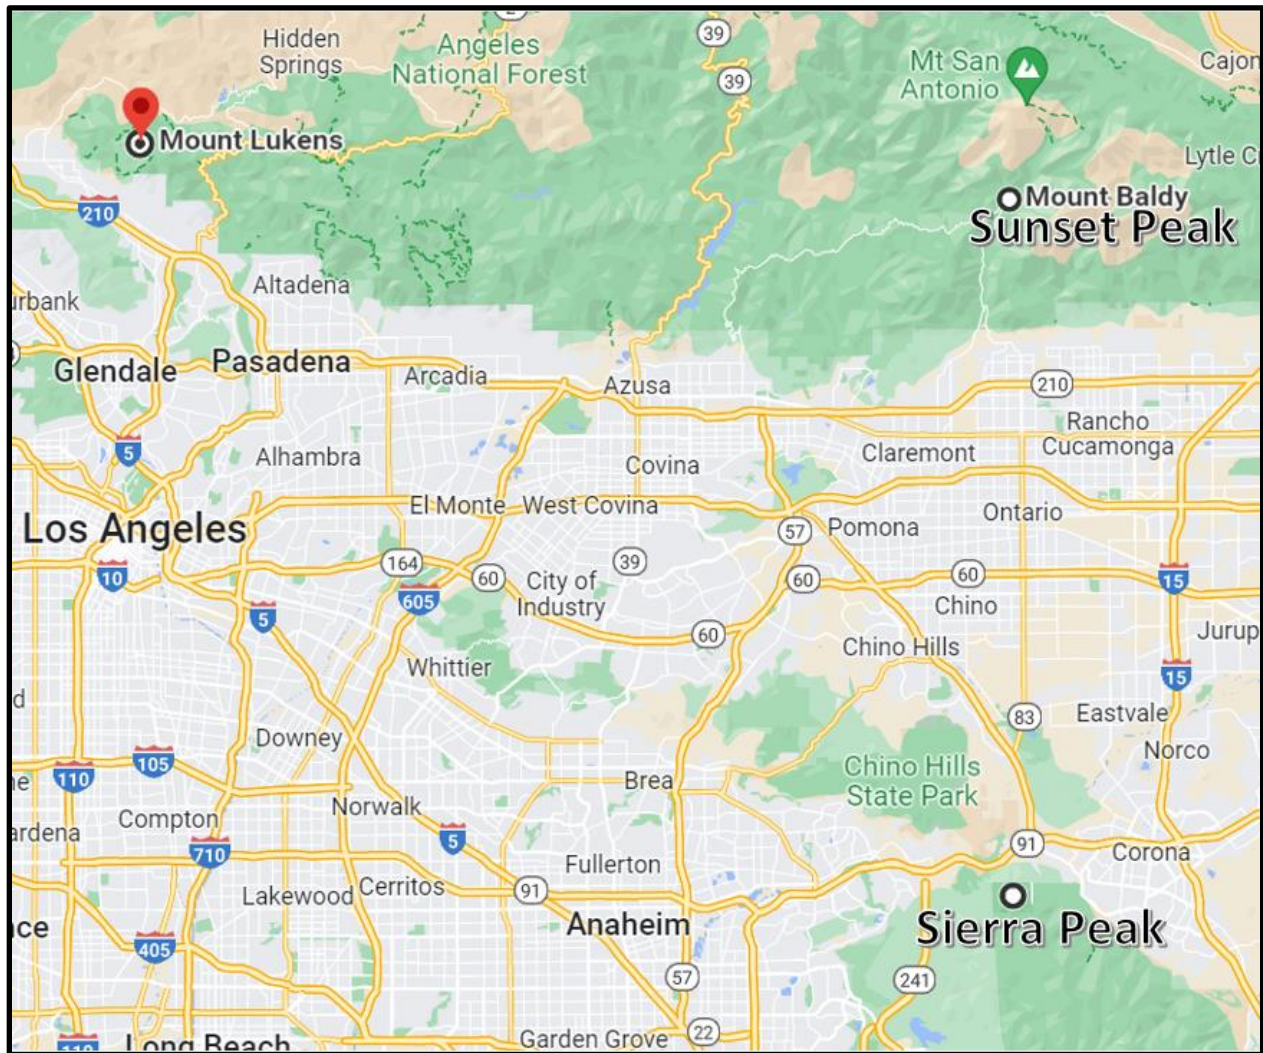 Hidden
Springs
Angeles
National Forest
2
39
39
Mt San
Antonio
Cajon
Mount Lukens
Lytle C
Mount Baldy
Sunset Peak
210
Altadena
urbank
Glendale
Pasadena
Arcadia
Azusa
210
Rancho
Cucamonga
5
Alhambra
Covina
Claremont
El Monte
West Covina
Ontario
Los Angeles
57
Pomona
10
164
60
City of
Industry
39
60
60
15
605
5
Chino
60
Jurup
Whittier
Chino Hills
15
d
83
Eastvale
Downey
Norco
110
105
ne
Brea
Chino Hills
State Park
Norwalk
Compton
ardena
5
91
710
Fullerton
Corona
Lakewood
Cerritos
91
ce
Anaheim
Sierra Peak
405
57
241
22
Garden Grove
110
Long Beach